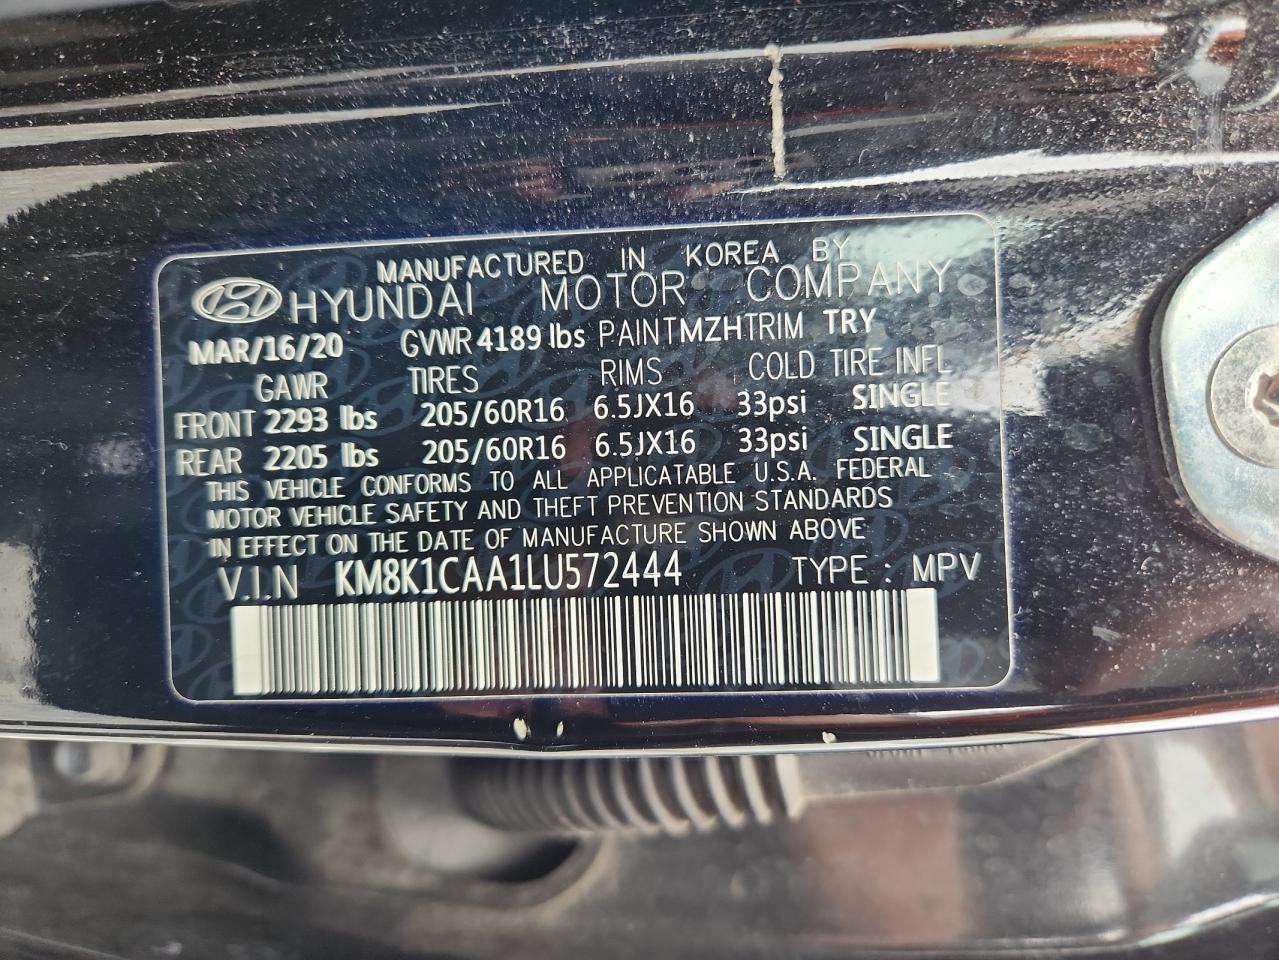 MANUFACTURED IN KOREA BY
HYUNDAI MOTOR COMPANY
MAR/16/20 GVWR 4189 lbs PAINT MZH TRIM TRY
GAWR TIRES RIMS COLD TIRE INFL
FRONT 2293 lbs 205/60R16 6.5JX16 33psi SINGLE
REAR 2205 lbs 205/60R16 6.5JX16 33psi SINGLE
THIS VEHICLE CONFORMS TO ALL APPLICATABLE U.S.A. FEDERAL
MOTOR VEHICLE SAFETY AND THEFT PREVENTION STANDARDS
IN EFFECT ON THE DATE OF MANUFACTURE SHOWN ABOVE
V.I.N KM8K1CAA1LU572444 TYPE : MPV